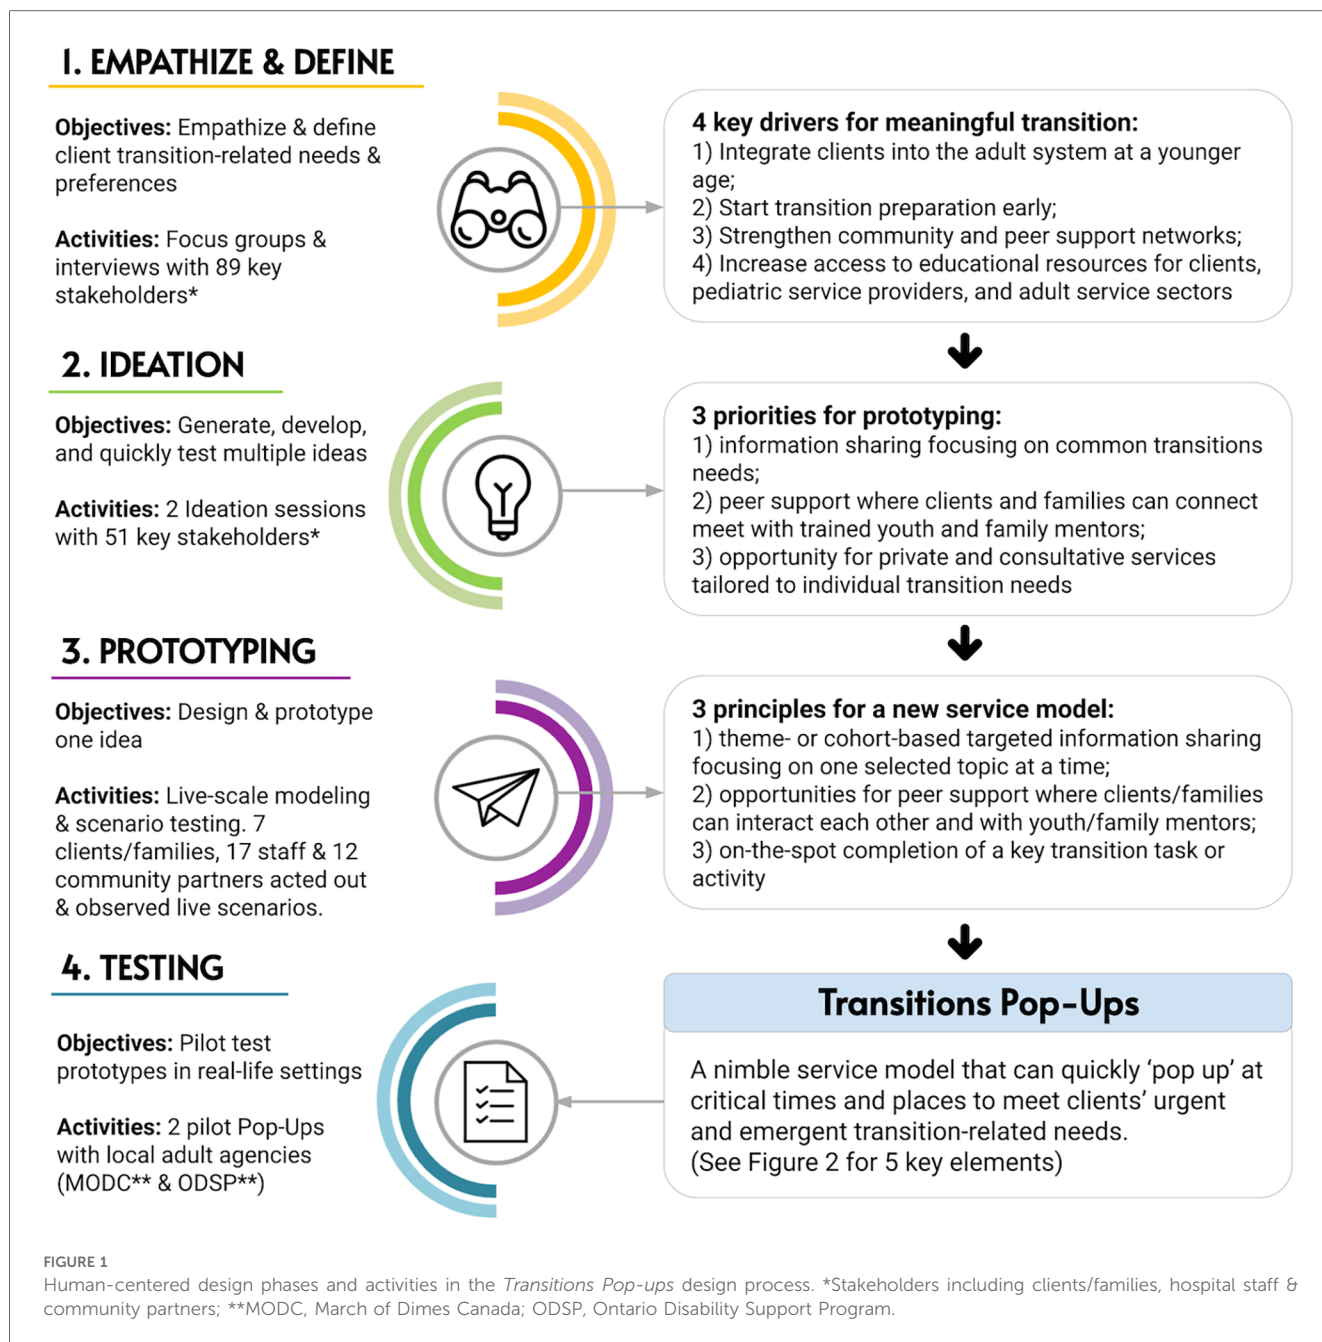 1. EMPATHIZE & DEFINE
Objectives: Empathize & define
client transition-related needs &
preferences
Activities: Focus groups &
interviews with 89 key
stakeholders*
4 key drivers for meaningful transition:
1) Integrate clients into the adult system at a younger
age;
2) Start transition preparation early;
3) Strengthen community and peer support networks;
4) Increase access to educational resources for clients,
pediatric service providers, and adult service sectors
2. IDEATION
Objectives: Generate, develop,
and quickly test multiple ideas
Activities: 2 Ideation sessions
with 51 key stakeholders*
3 priorities for prototyping:
1) information sharing focusing on common transitions
needs;
2) peer support where clients and families can connect
meet with trained youth and family mentors;
3) opportunity for private and consultative services
tailored to individual transition needs
3. PROTOTYPING
Objectives: Design & prototype
one idea
Activities: Live-scale modeling
& scenario testing. 7
clients/families, 17 staff & 12
community partners acted out
& observed live scenarios.
3 principles for a new service model:
1) theme- or cohort-based targeted information sharing
focusing on one selected topic at a time;
2) opportunities for peer support where clients/families
can interact each other and with youth/family mentors;
3) on-the-spot completion of a key transition task or
activity
4. TESTING
Objectives: Pilot test
prototypes in real-life settings
Activities: 2 pilot Pop-Ups
with local adult agencies
(MODC** & ODSP**)
Transitions Pop-Ups
A nimble service model that can quickly ‘pop up’ at
critical times and places to meet clients’ urgent
and emergent transition-related needs.
(See Figure 2 for 5 key elements)
FIGURE 1
Human-centered design phases and activities in the Transitions Pop-ups design process. *Stakeholders including clients/families, hospital staff &
community partners; **MODC, March of Dimes Canada; ODSP, Ontario Disability Support Program.